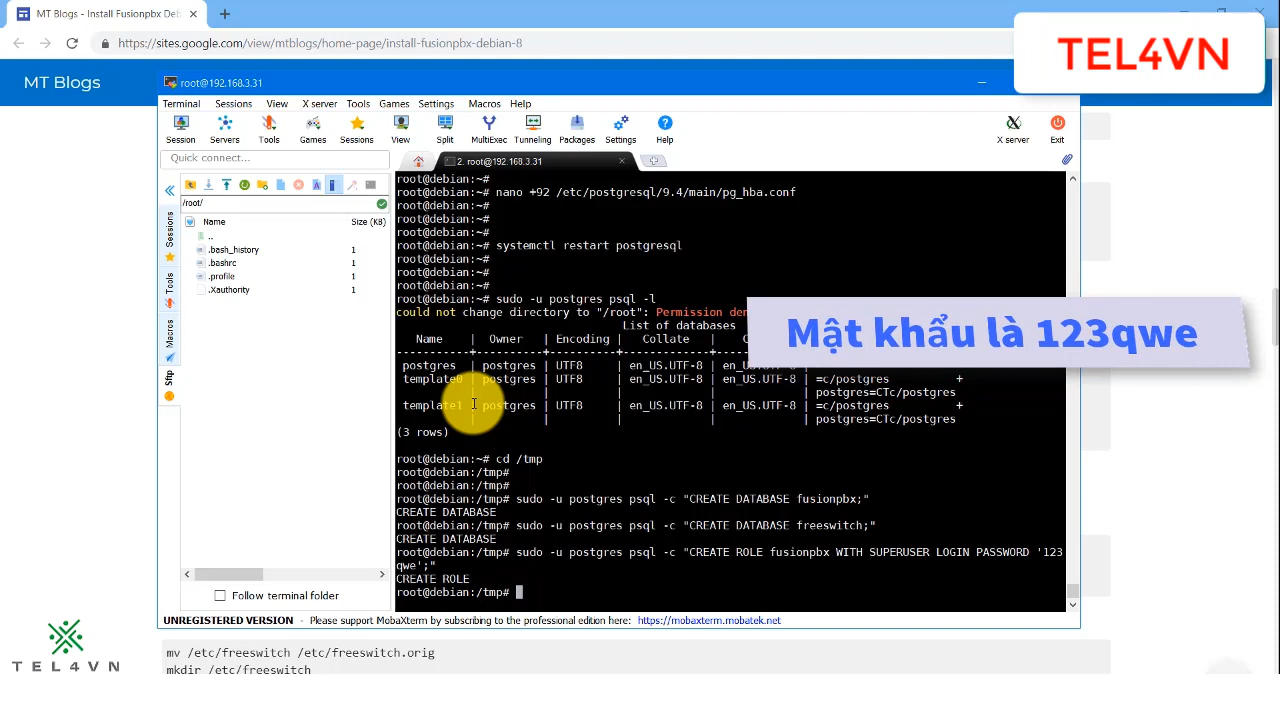 MT Blogs - Install Fusionpbx Deb
https://sites.google.com/view/mtblogs/home-page/install-fusionpbx-debian-8
TEL4VN
MT Blogs
root@192.168.3.31
Terminal Sessions View X server Tools Games Settings Macros Help
Session Servers Tools Games Sessions View Split MultiExec Tunneling Packages Settings Help X server Exit
Quick connect...
2. root@192.168.3.31
/root/
Name Size (KB)
..
.bash_history 1
.bashrc 1
.profile 1
.Xauthority 1
Sessions
Tools
Macros
Sftp
root@debian:~#
root@debian:~# nano +92 /etc/postgresql/9.4/main/pg_hba.conf
root@debian:~#
root@debian:~#
root@debian:~#
root@debian:~# systemctl restart postgresql
root@debian:~#
root@debian:~#
root@debian:~#
root@debian:~# sudo -u postgres psql -l
could not change directory to "/root": Permission den
List of databases
Name | Owner | Encoding | Collate | C
-----------+----------+----------+-------------+-------------
postgres | postgres | UTF8 | en_US.UTF-8 | en_US.UTF-8 |
template0 | postgres | UTF8 | en_US.UTF-8 | en_US.UTF-8 | =c/postgres +
| | | | | postgres=CTc/postgres
template1 | postgres | UTF8 | en_US.UTF-8 | en_US.UTF-8 | =c/postgres +
| | | | | postgres=CTc/postgres
(3 rows)
Mật khẩu là 123qwe
root@debian:~# cd /tmp
root@debian:/tmp#
root@debian:/tmp#
root@debian:/tmp# sudo -u postgres psql -c "CREATE DATABASE fusionpbx;"
CREATE DATABASE
root@debian:/tmp# sudo -u postgres psql -c "CREATE DATABASE freeswitch;"
CREATE DATABASE
root@debian:/tmp# sudo -u postgres psql -c "CREATE ROLE fusionpbx WITH SUPERUSER LOGIN PASSWORD '123
qwe';"
CREATE ROLE
root@debian:/tmp#
Follow terminal folder
UNREGISTERED VERSION - Please support MobaXterm by subscribing to the professional edition here: https://mobaxterm.mobatek.net
mv /etc/freeswitch /etc/freeswitch.orig
mkdir /etc/freeswitch
TEL4VN